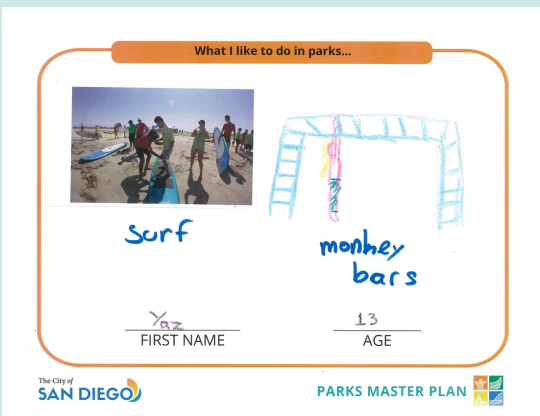 What I like to do in parks...
surf
monkey
bars
Yaz
13
FIRST NAME
AGE
The City of
SAN DIEGO
PARKS MASTER PLAN